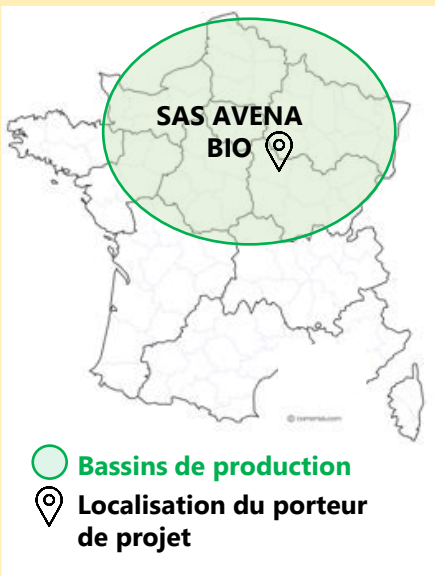 SAS AVENA
BIO
Bassins de production
Localisation du porteur
de projet